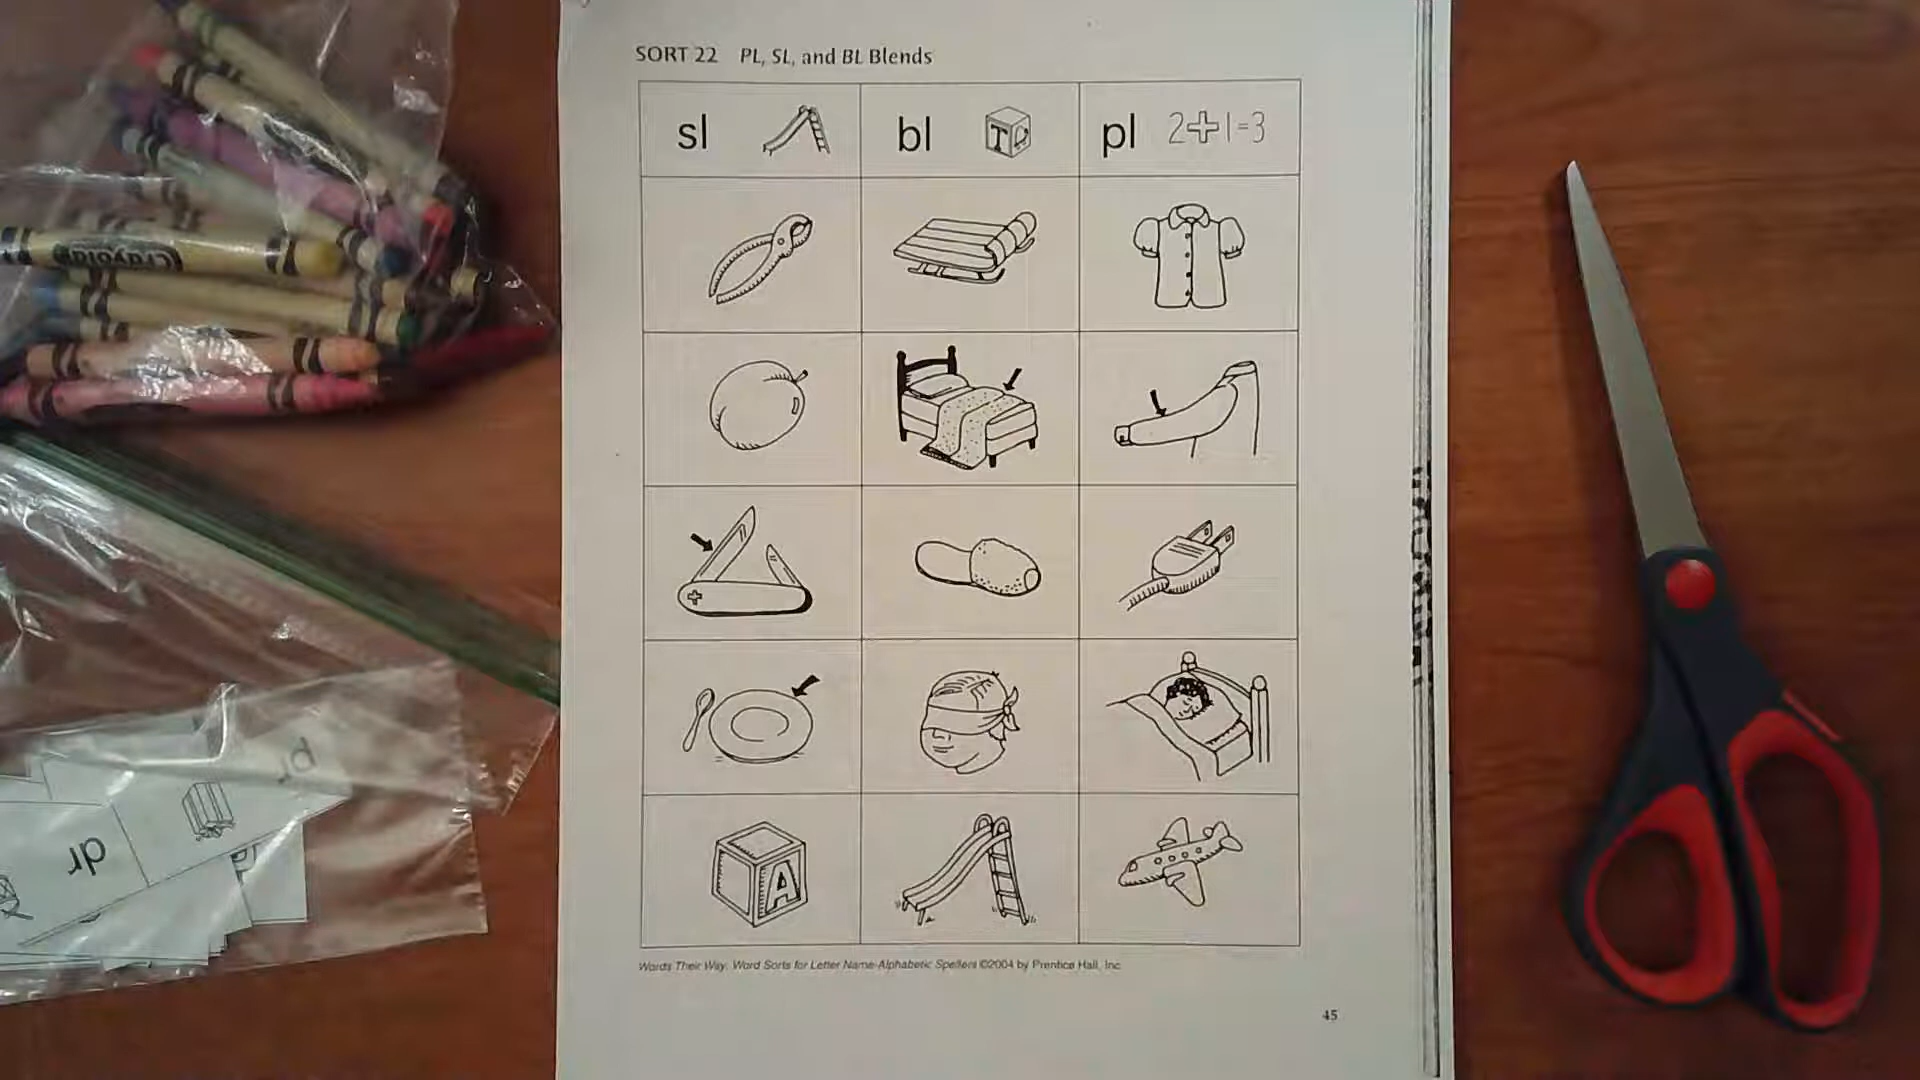 SORT 22 PL, SL, and BL Blends
sl
bl
pl 2+1=3
A
Words Their Way: Word Sorts for Letter Name-Alphabetic Spellers ©2004 by Prentice Hall, Inc
45
Crayola
pr
dr